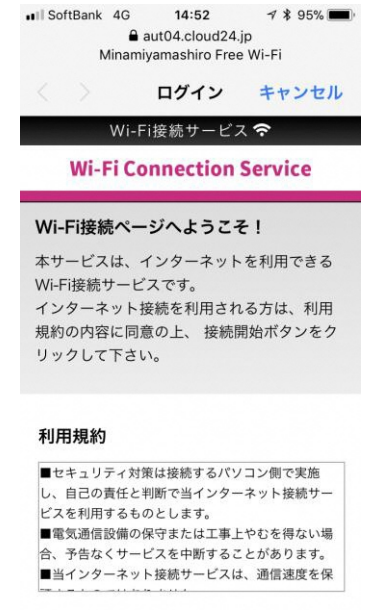 SoftBank 4G 14:52 95%
aut04.cloud24.jp
Minamiyamashiro Free Wi-Fi
ログイン キャンセル
Wi-Fi接続サービス
Wi-Fi Connection Service
Wi-Fi接続ページへようこそ！
本サービスは、インターネットを利用できる
Wi-Fi接続サービスです。
インターネット接続を利用される方は、利用
規約の内容に同意の上、 接続開始ボタンをク
リックして下さい。
利用規約
■セキュリティ対策は接続するパソコン側で実施
し、自己の責任と判断で当インターネット接続サー
ビスを利用するものとします。
■電気通信設備の保守または工事上やむを得ない場
合、予告なくサービスを中断することがあります。
■当インターネット接続サービスは、通信速度を保